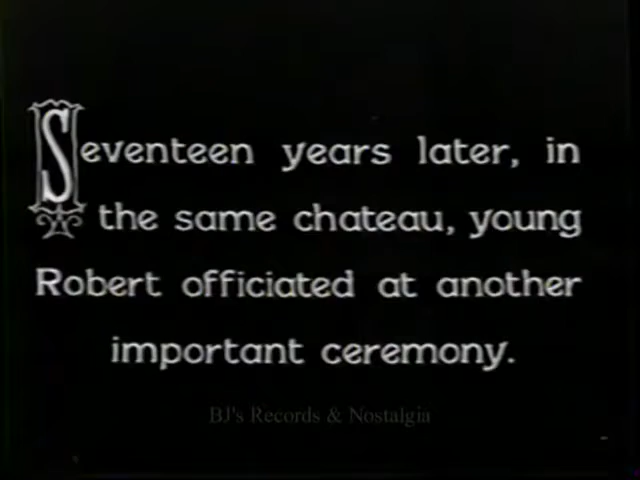 Seventeen years later, in
the same chateau, young
Robert officiated at another
important ceremony.
BJ's Records & Nostalgia